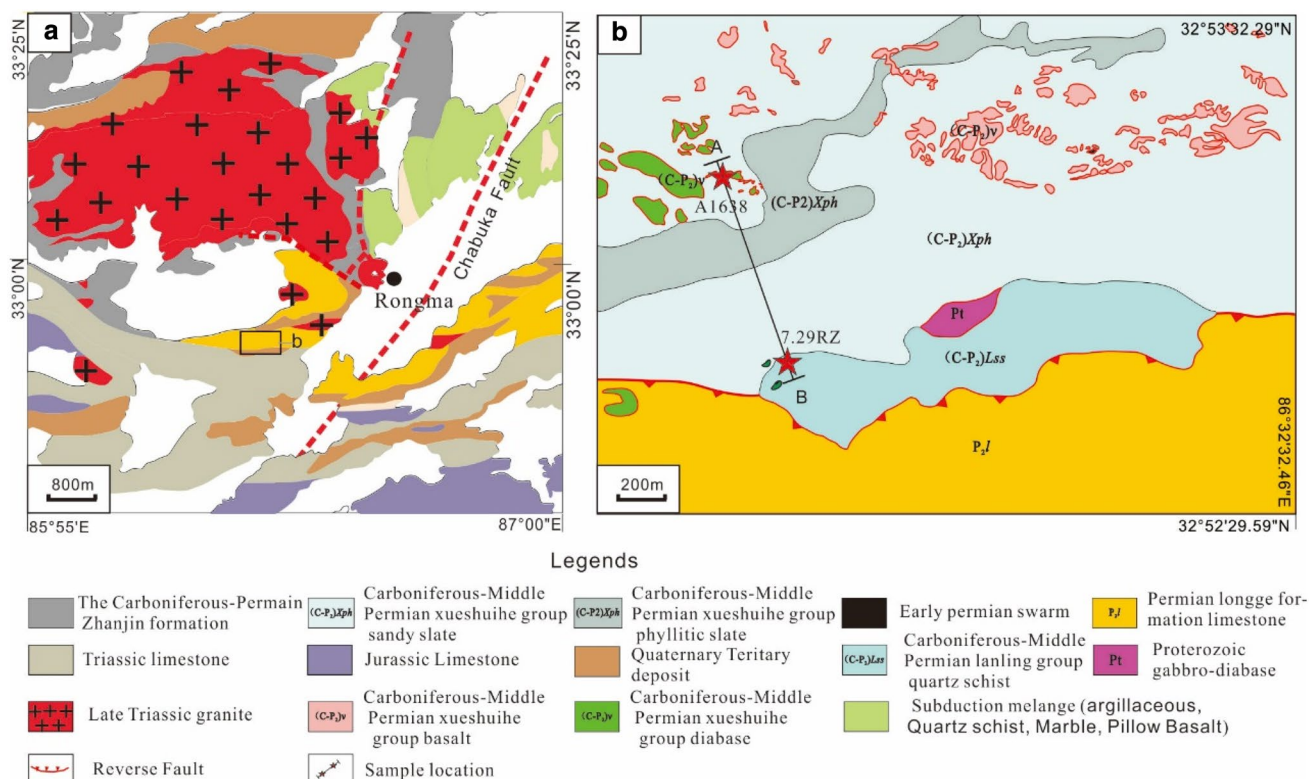 a
33°25"N
33°25"N
33°00'N
33°00'N
Chabuka Fault
Rongma
b
800m
85°55'E
87°00"E
b
32°53'32.29"N
(C-P₂)ν
A
(C-P₂)ν
A1638
(C-P2)Xph
(C-P₂)Xph
Pt
7.29RZ
(C-P₂)Lss
B
P₂l
86°32'32.46"E
200m
32°52'29.59"N
Legends
The Carboniferous-Permain
Zhanjin formation
(C-P₂)Xph
Carboniferous-Middle
Permian xueshuihe group
sandy slate
(C-P2)Xph
Carboniferous-Middle
Permian xueshuihe group
phyllitic slate
Early permian swarm
P₂l
Permian longge for-
mation limestone
Triassic limestone
Jurassic Limestone
Quaternary Teritary
deposit
(C-P₂)Lss
Carboniferous-Middle
Permian lanling group
quartz schist
Pt
Proterozoic
gabbro-diabase
Late Triassic granite
(C-P₂)ν
Carboniferous-Middle
Permian xueshuihe
group basalt
(C-P₂)ν
Carboniferous-Middle
Permian xueshuihe
group diabase
Subduction melange (argillaceous,
Quartz schist, Marble, Pillow Basalt)
Reverse Fault
Sample location